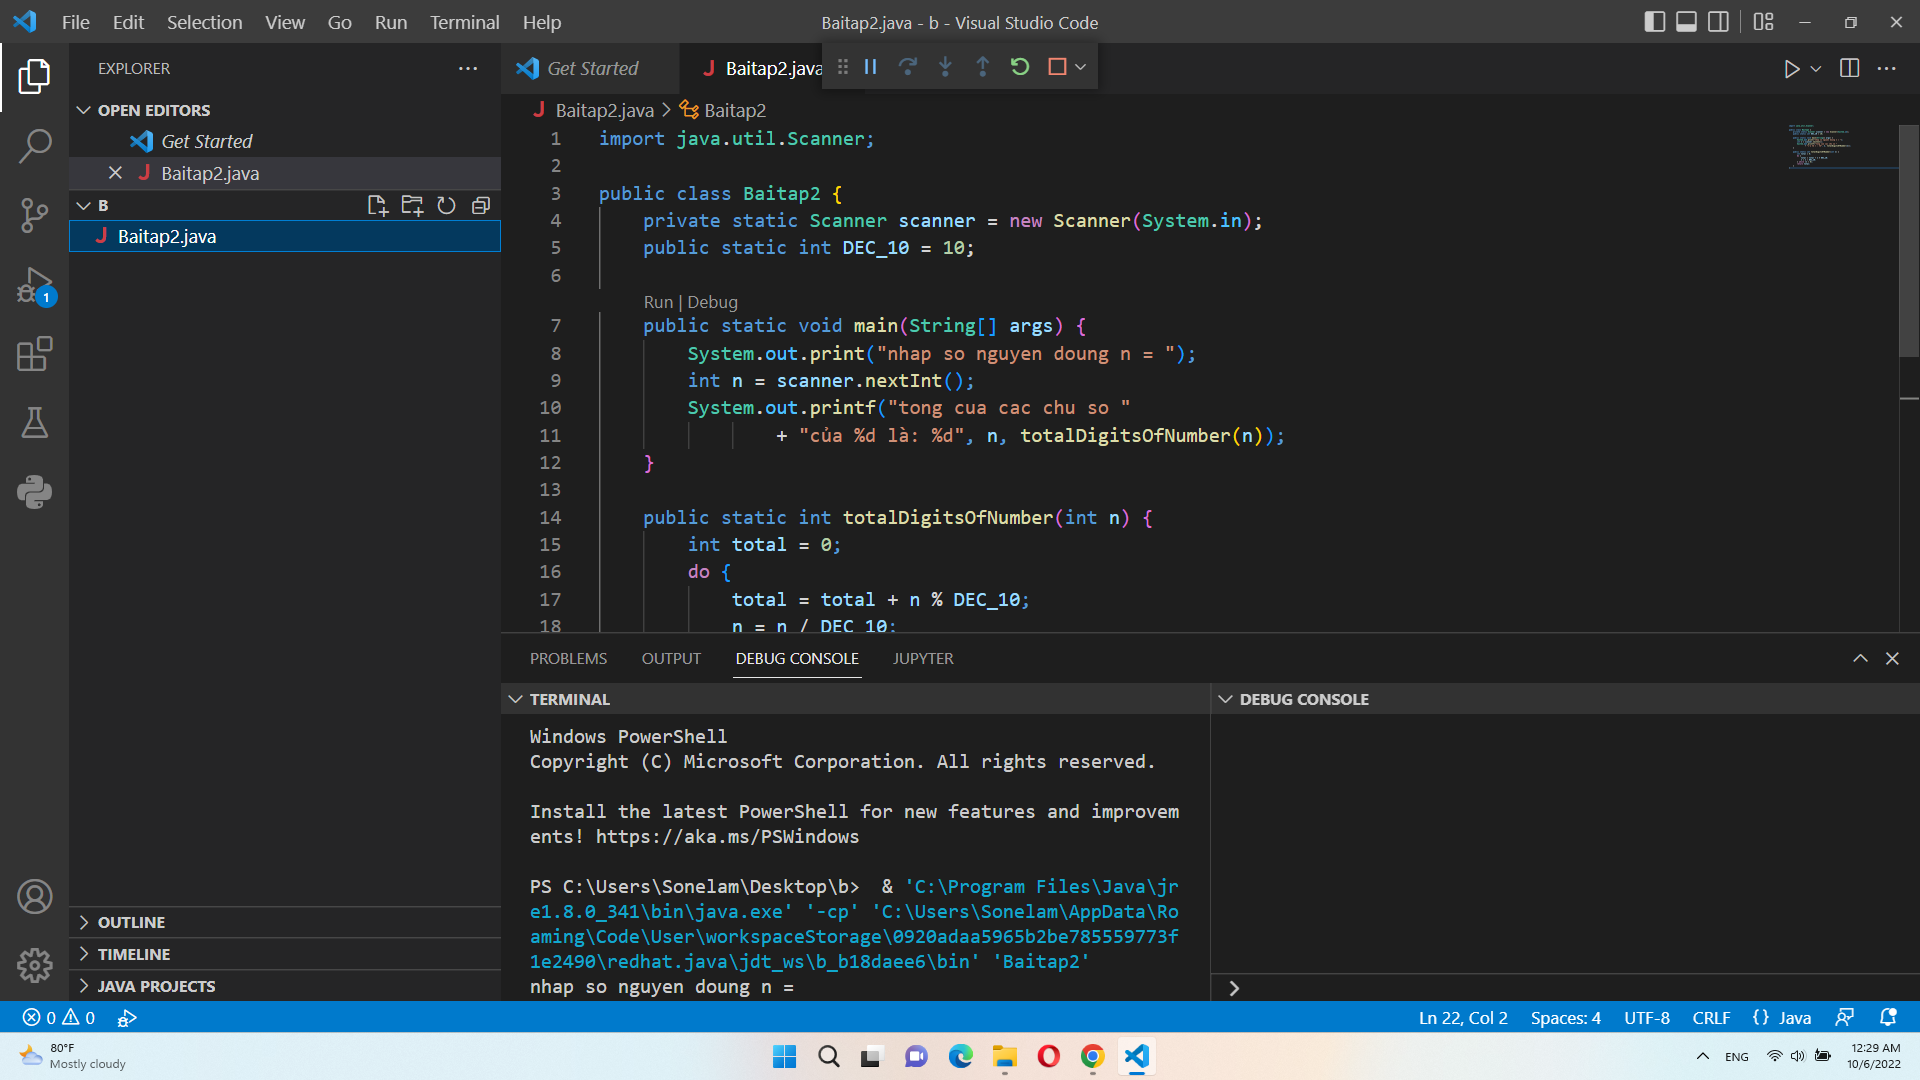 File Edit Selection View Go Run Terminal Help
Baitap2.java - b - Visual Studio Code
EXPLORER
OPEN EDITORS
Get Started
Baitap2.java
B
Baitap2.java
OUTLINE
TIMELINE
JAVA PROJECTS
1
Get Started
Baitap2.java
Baitap2.java > Baitap2
1 import java.util.Scanner;
2
3 public class Baitap2 {
4 private static Scanner scanner = new Scanner(System.in);
5 public static int DEC_10 = 10;
6
Run | Debug
7 public static void main(String[] args) {
8 System.out.print("nhap so nguyen doung n = ");
9 int n = scanner.nextInt();
10 System.out.printf("tong cua cac chu so "
11 + "của %d là: %d", n, totalDigitsOfNumber(n));
12 }
13
14 public static int totalDigitsOfNumber(int n) {
15 int total = 0;
16 do {
17 total = total + n % DEC_10;
18 n = n / DEC_10;
PROBLEMS OUTPUT DEBUG CONSOLE JUPYTER
TERMINAL
Windows PowerShell
Copyright (C) Microsoft Corporation. All rights reserved.
Install the latest PowerShell for new features and improvem
ents! https://aka.ms/PSWindows
PS C:\Users\Sonelam\Desktop\b>  & 'C:\Program Files\Java\jr
e1.8.0_341\bin\java.exe' '-cp' 'C:\Users\Sonelam\AppData\Ro
aming\Code\User\workspaceStorage\0920adaa5965b2be785559773f
1e2490\redhat.java\jdt_ws\b_b18daee6\bin' 'Baitap2'
nhap so nguyen doung n =
DEBUG CONSOLE
>
0 0
Ln 22, Col 2 Spaces: 4 UTF-8 CRLF {} Java
80°F
Mostly cloudy
ENG
12:29 AM
10/6/2022